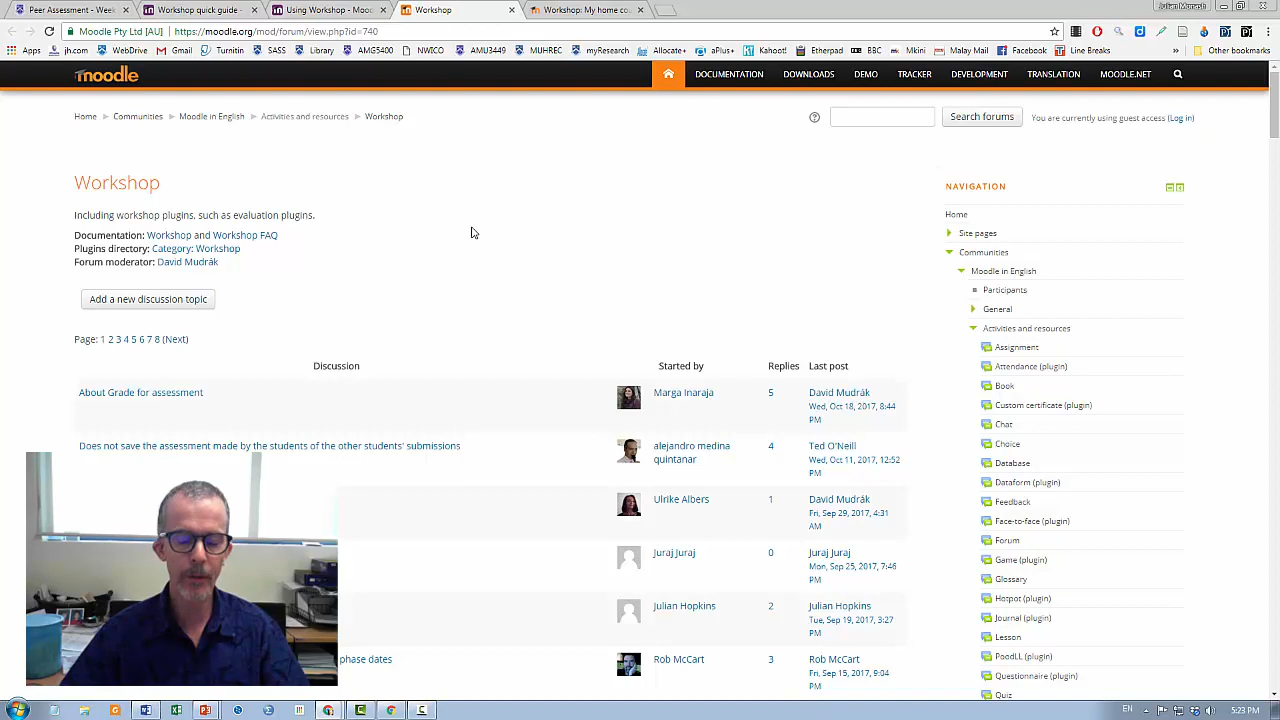 Peer Assessment - Week
Workshop quick guide -
Using Workshop - Mood
Workshop
Workshop: My home co
Julian Monseh
Moodle Pty Ltd [AU] https://moodle.org/mod/forum/view.php?id=740
Apps jh.com WebDrive Gmail Turnitin SASS Library AMG5400 NWICO AMU3449 MUHREC myResearch Allocate+ aPlus+ Kahoot! Etherpad BBC Mkini Malay Mail Facebook Line Breaks » Other bookmarks
moodle
DOCUMENTATION DOWNLOADS DEMO TRACKER DEVELOPMENT TRANSLATION MOODLE.NET
Home Communities Moodle in English Activities and resources Workshop
Search forums You are currently using guest access (Log in)
Workshop
Including workshop plugins, such as evaluation plugins.
Documentation: Workshop and Workshop FAQ
Plugins directory: Category: Workshop
Forum moderator: David Mudrák
Add a new discussion topic
Page: 1 2 3 4 5 6 7 8 (Next)
Discussion Started by Replies Last post
About Grade for assessment Marga Inaraja 5 David Mudrák
Wed, Oct 18, 2017, 8:44
PM
Does not save the assessment made by the students of the other students' submissions alejandro medina quintanar 4 Ted O'Neill
Wed, Oct 11, 2017, 12:52
PM
Ulrike Albers 1 David Mudrák
Fri, Sep 29, 2017, 4:31
AM
Juraj Juraj 0 Juraj Juraj
Mon, Sep 25, 2017, 7:46
PM
Julian Hopkins 2 Julian Hopkins
Tue, Sep 19, 2017, 3:27
PM
phase dates Rob McCart 3 Rob McCart
Fri, Sep 15, 2017, 9:04
PM
NAVIGATION
Home
Site pages
Communities
Moodle in English
Participants
General
Activities and resources
Assignment
Attendance (plugin)
Book
Custom certificate (plugin)
Chat
Choice
Database
Dataform (plugin)
Feedback
Face-to-face (plugin)
Forum
Game (plugin)
Glossary
Hotpot (plugin)
Journal (plugin)
Lesson
PoodLL (plugin)
Questionnaire (plugin)
Quiz
EN 5:23 PM